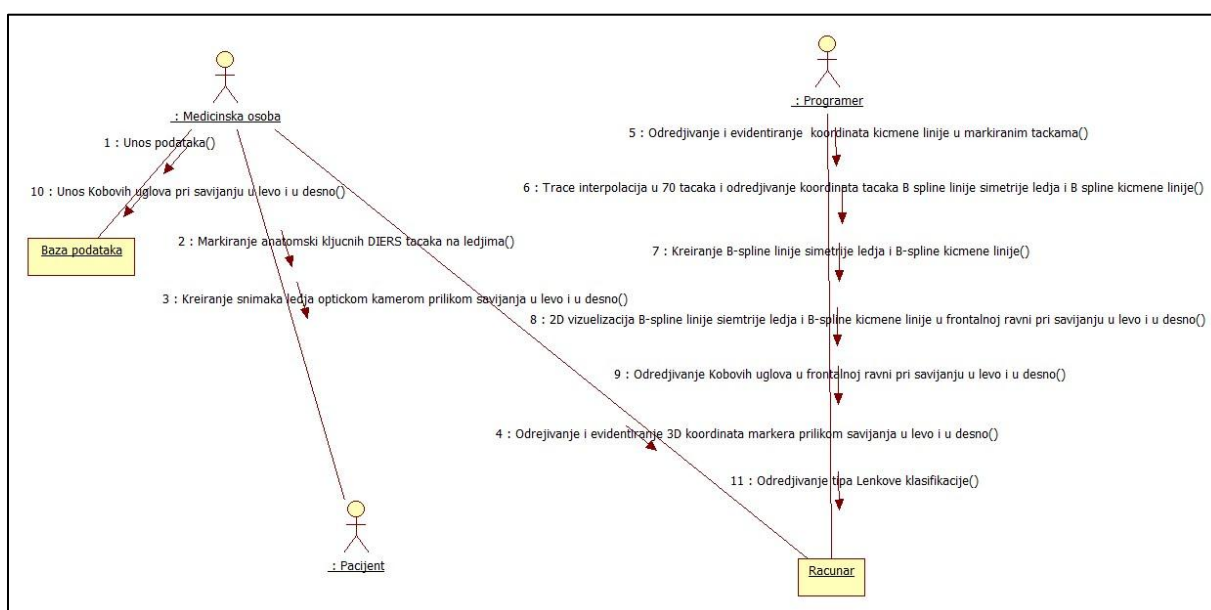 : Medicinska osoba
: Programer
1 : Unos podataka()
5 : Odredjivanje i evidentiranje koordinata kicmene linije u markiranim tackama()
10 : Unos Kobovih uglova pri savijanju u levo i u desno()
6 : Trace interpolacija u 70 tacaka i odredjivanje koordinata tacaka B spline linije simetrije ledja i B spline kicmene linije()
Baza podataka
2 : Markiranje anatomski kljucnih DIERS tacaka na ledjima()
7 : Kreiranje B-spline linije simetrije ledja i B-spline kicmene linije()
3 : Kreiranje snimaka ledja optickom kamerom prilikom savijanja u levo i u desno()
8 : 2D vizuelizacija B-spline linije siemtrije ledja i B-spline kicmene linije u frontalnoj ravni pri savijanju u levo i u desno()
9 : Odredjivanje Kobovih uglova u frontalnoj ravni pri savijanju u levo i u desno()
4 : Odrejivanje i evidentiranje 3D koordinata markera prilikom savijanja u levo i u desno()
11 : Odredjivanje tipa Lenkove klasifikacije()
: Pacijent
Racunar